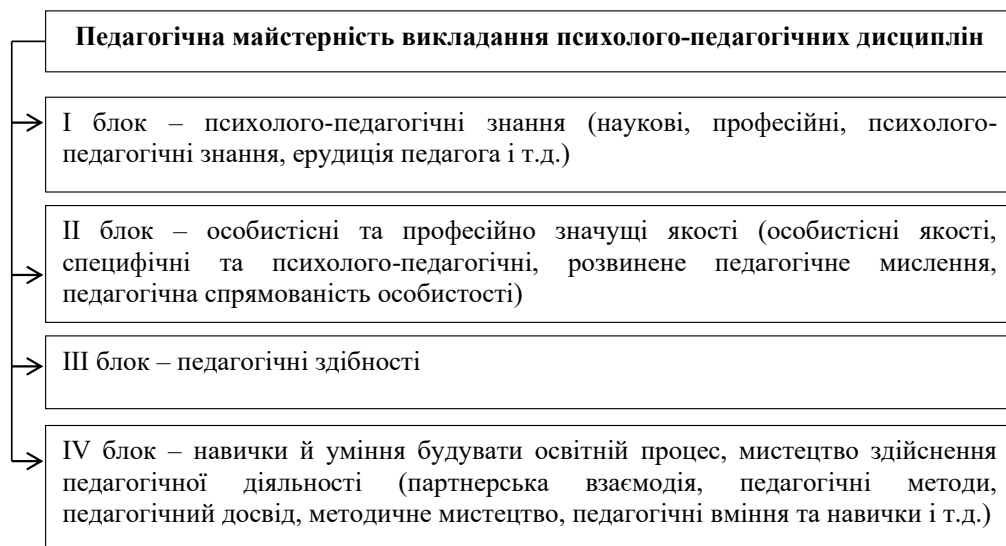 Педагогічна майстерність викладання психолого-педагогічних дисциплін
І блок – психолого-педагогічні знання (наукові, професійні, психолого-
педагогічні знання, ерудиція педагога і т.д.)
ІІ блок – особистісні та професійно значущі якості (особистісні якості,
специфічні та психолого-педагогічні, розвинене педагогічне мислення,
педагогічна спрямованість особистості)
ІІІ блок – педагогічні здібності
IV блок – навички й уміння будувати освітній процес, мистецтво здійснення
педагогічної діяльності (партнерська взаємодія, педагогічні методи,
педагогічний досвід, методичне мистецтво, педагогічні вміння та навички і т.д.)